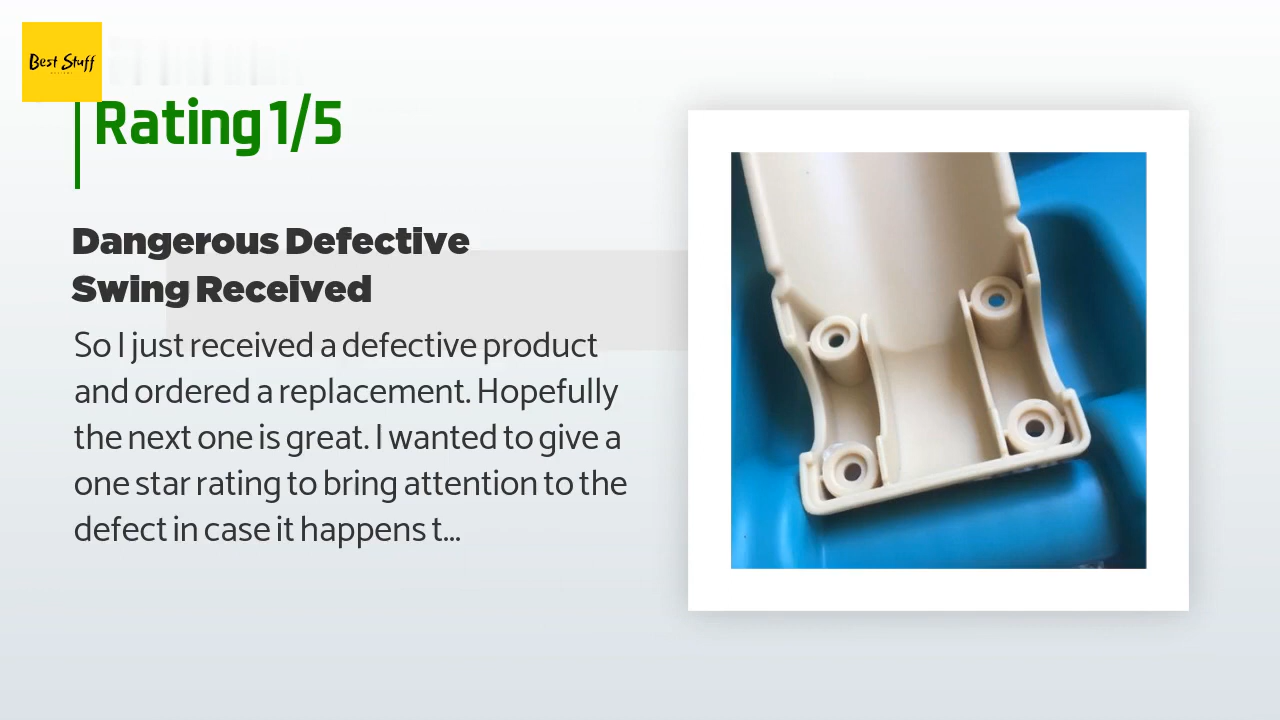 Best Stuff
Rating 1/5
Dangerous Defective
Swing Received
So I just received a defective product
and ordered a replacement. Hopefully
the next one is great. I wanted to give a
one star rating to bring attention to the
defect in case it happens t...